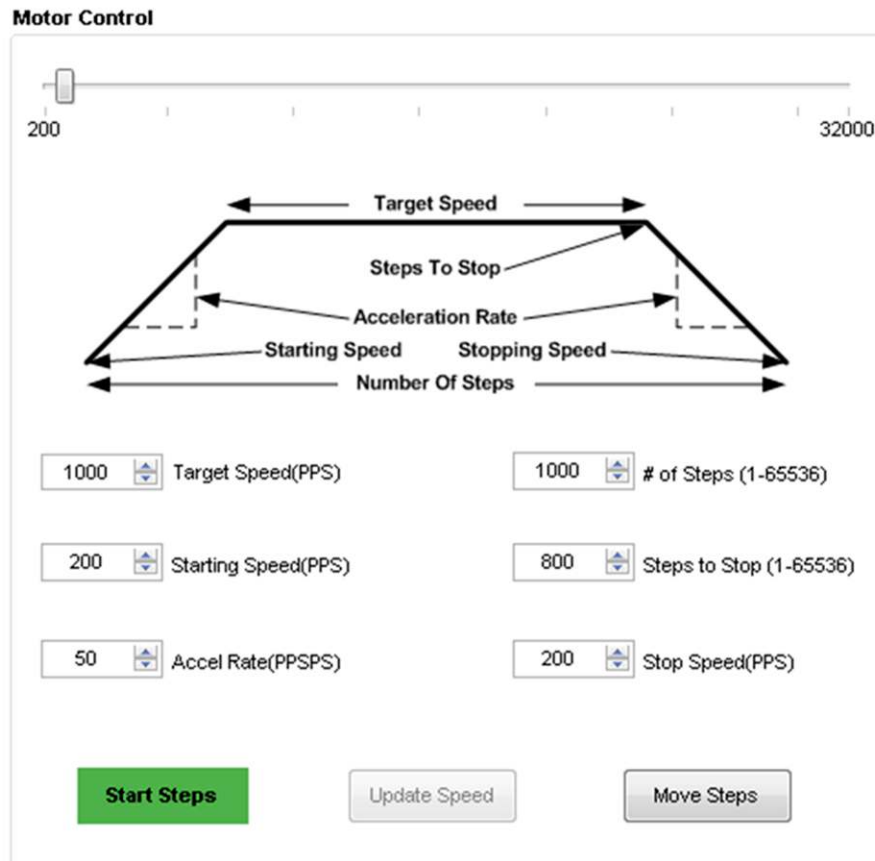 Motor Control
200 32000
Target Speed
Steps To Stop
Acceleration Rate
Starting Speed Stopping Speed
Number Of Steps
1000 Target Speed(PPS) 1000 # of Steps (1-65536)
200 Starting Speed(PPS) 800 Steps to Stop (1-65536)
50 Accel Rate(PPSPS) 200 Stop Speed(PPS)
Start Steps Update Speed Move Steps